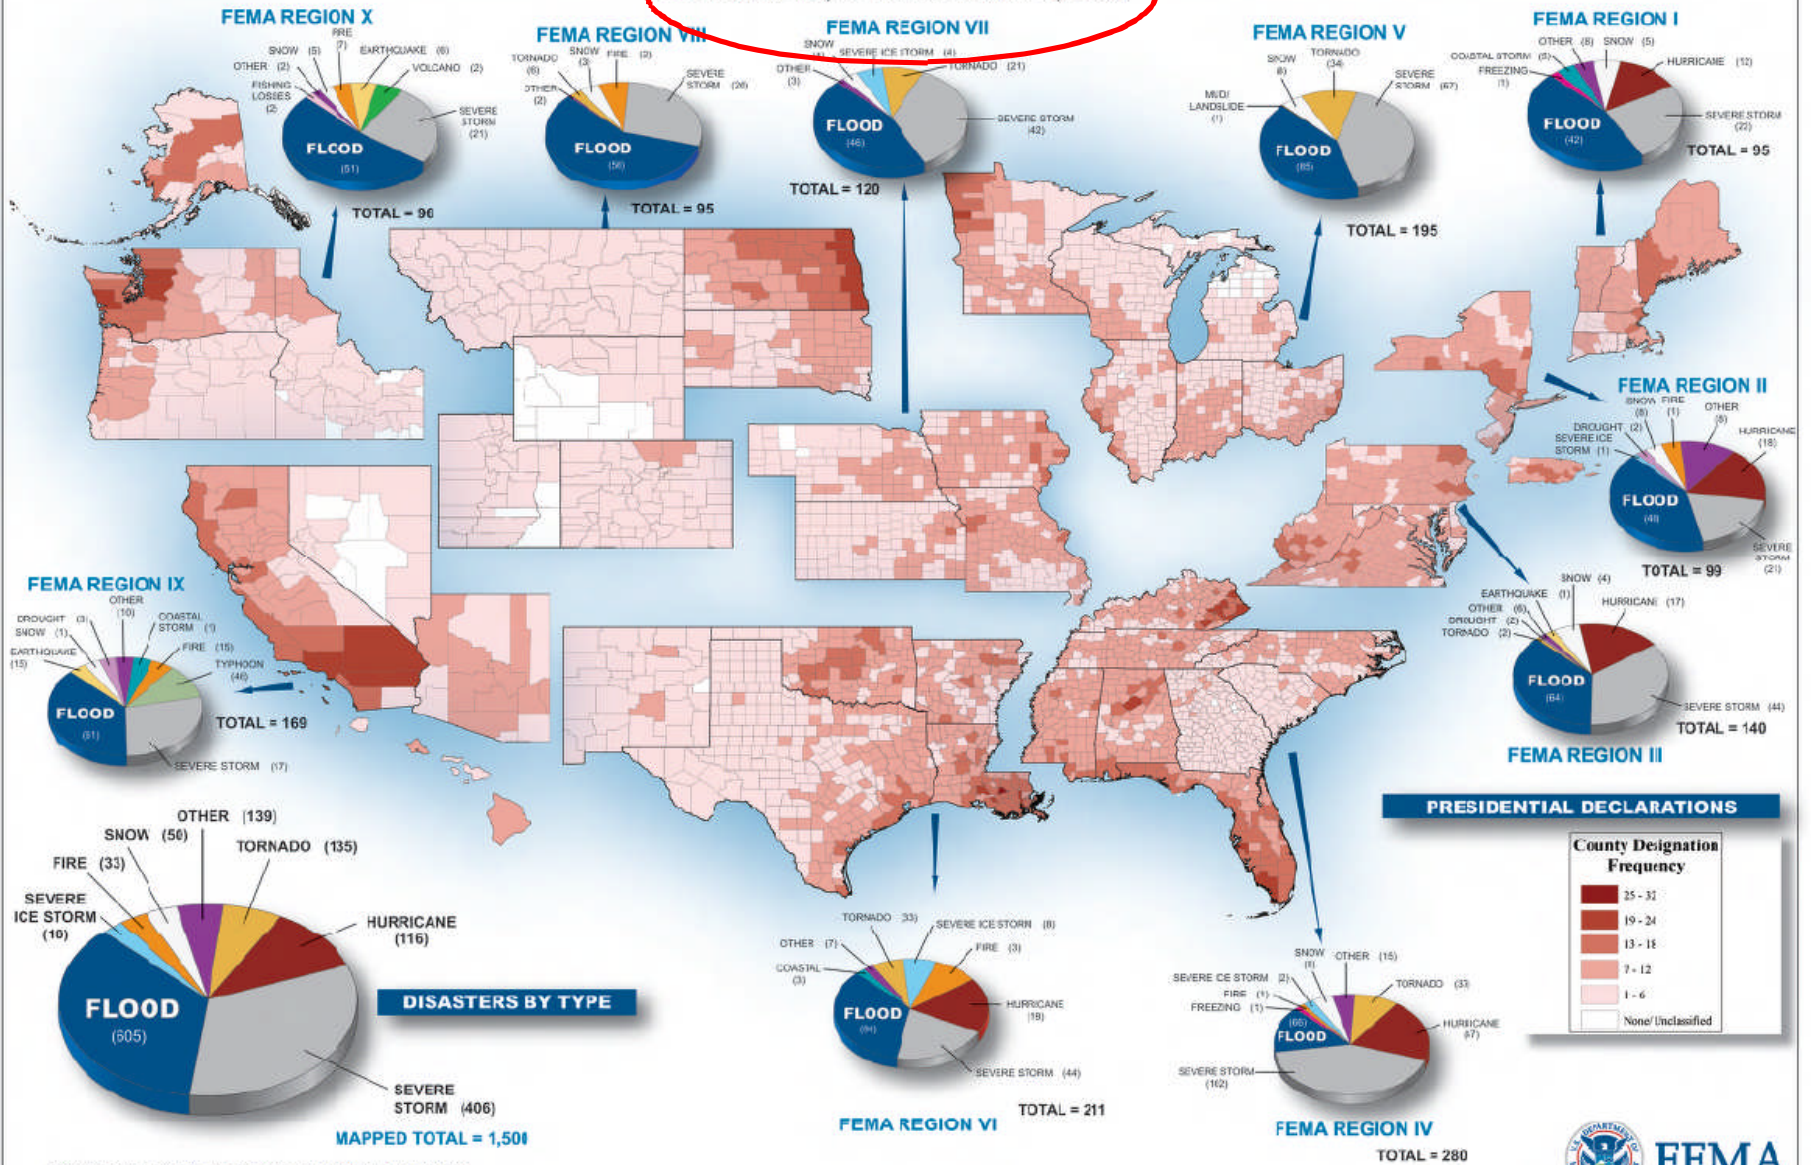 FEMA REGION X
FIRE
SNOW (5)
EARTHQUAKE (6)
OTHER (2)
VOLCANO (2)
FISHING
LOSSES
(2)
SEVERE
STORM
(21)
FLOOD
(51)
TOTAL = 96
FEMA REGION VIII
TORNADO
(6)
SNOW
(3)
FIRE (2)
SEVERE
STORM (26)
OTHER
(2)
FLOOD
(56)
TOTAL = 95
FEMA REGION VII
SNOW
SEVERE ICE STORM (4)
OTHER
(3)
TORNADO (21)
SEVERE STORM
(42)
FLOOD
(46)
TOTAL = 120
FEMA REGION V
SNOW
(8)
TORNADO
(34)
SEVERE
STORM (67)
MUD/
LANDSLIDE
(1)
FLOOD
(85)
TOTAL = 195
FEMA REGION I
OTHER (8)
SNOW (5)
COASTAL STORM (5)
HURRICANE (12)
FREEZING
(1)
SEVERE STORM
(22)
FLOOD
(42)
TOTAL = 95
FEMA REGION II
SNOW
(8)
FIRE
(1)
OTHER
HURRICANE
(18)
DROUGHT (2)
SEVERE ICE
STORM (1)
FLOOD
SEVERE
STORM
(21)
TOTAL = 99
SNOW (4)
EARTHQUAKE (1)
HURRICANE (17)
OTHER (6)
DROUGHT (2)
TORNADO (2)
FLOOD
(64)
SEVERE STORM (44)
TOTAL = 140
FEMA REGION III
FEMA REGION IX
OTHER
(10)
DROUGHT (3)
COASTAL
STORM (1)
SNOW (1)
FIRE (15)
EARTHQUAKE
(15)
TYPHOON
(46)
FLOOD
(61)
TOTAL = 169
SEVERE STORM (17)
PRESIDENTIAL DECLARATIONS
County Designation
Frequency
25 - 32
19 - 24
13 - 18
7 - 12
1 - 6
None/Unclassified
OTHER (139)
SNOW (50)
TORNADO (135)
FIRE (33)
SEVERE
ICE STORM
(10)
HURRICANE
(116)
FLOOD
(605)
DISASTERS BY TYPE
SEVERE
STORM (406)
MAPPED TOTAL = 1,500
TORNADO (33)
SEVERE ICE STORM (8)
OTHER (7)
FIRE (3)
COASTAL
(3)
HURRICANE
FLOOD
SEVERE STORM (44)
TOTAL = 211
FEMA REGION VI
SNOW
OTHER (15)
SEVERE ICE STORM (2)
TORNADO (33)
FIRE (1)
FREEZING (1)
HURRICANE
(66)
FLOOD
SEVERE STORM
(102)
FEMA REGION IV
TOTAL = 280
U.S. DEPARTMENT OF
FEMA